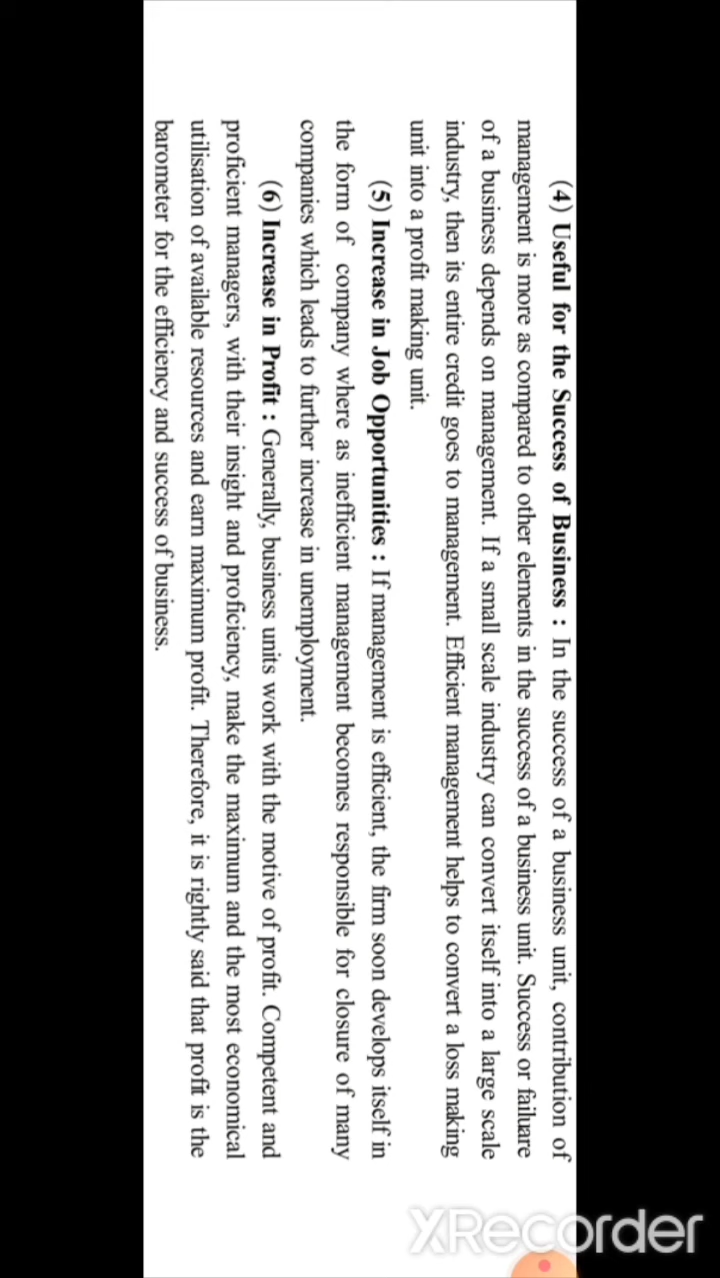 (4) Useful for the Success of Business : In the success of a business unit, contribution of
management is more as compared to other elements in the success of a business unit. Success or failuare
of a business depends on management. If a small scale industry can convert itself into a large scale
industry, then its entire credit goes to management. Efficient management helps to convert a loss making
unit into a profit making unit.
(5) Increase in Job Opportunities : If management is efficient, the firm soon develops itself in
the form of company where as inefficient management becomes responsible for closure of many
companies which leads to further increase in unemployment.
(6) Increase in Profit : Generally, business units work with the motive of profit. Competent and
proficient managers, with their insight and proficiency, make the maximum and the most economical
utilisation of available resources and earn maximum profit. Therefore, it is rightly said that profit is the
barometer for the efficiency and success of business.
XRecorder